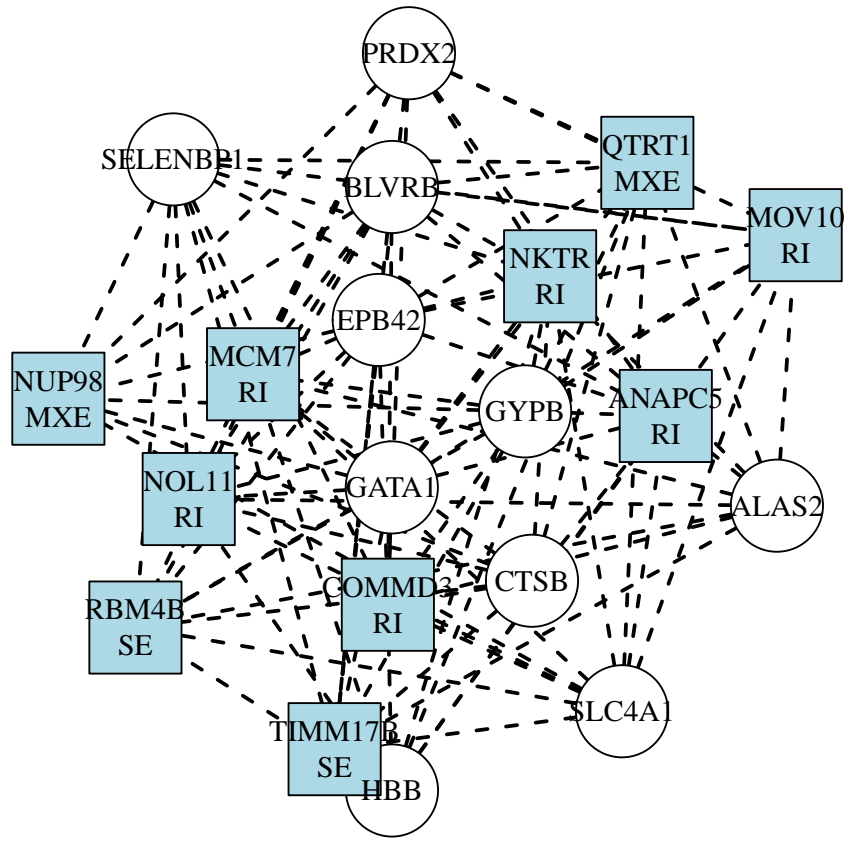 PRDX2
SELENBP1
QTRT1
MXE
BLVRB
MOV10
RI
NKTR
RI
EPB42
MCM7
RI
NUP98
MXE
GYPB
ANAPC5
RI
NOL11
RI
GATA1
ALAS2
COMMD3
RI
CTSB
RBM4B
SE
SLC4A1
TIMM17B
SE
HBB